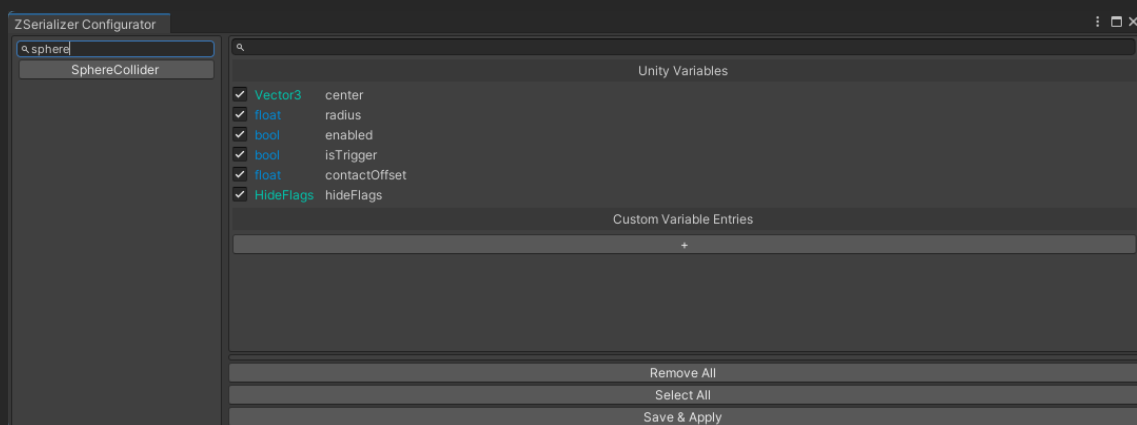 ZSerializer Configurator
sphere
SphereCollider
Unity Variables
Vector3 center
float radius
bool enabled
bool isTrigger
float contactOffset
HideFlags hideFlags
Custom Variable Entries
+
Remove All
Select All
Save & Apply